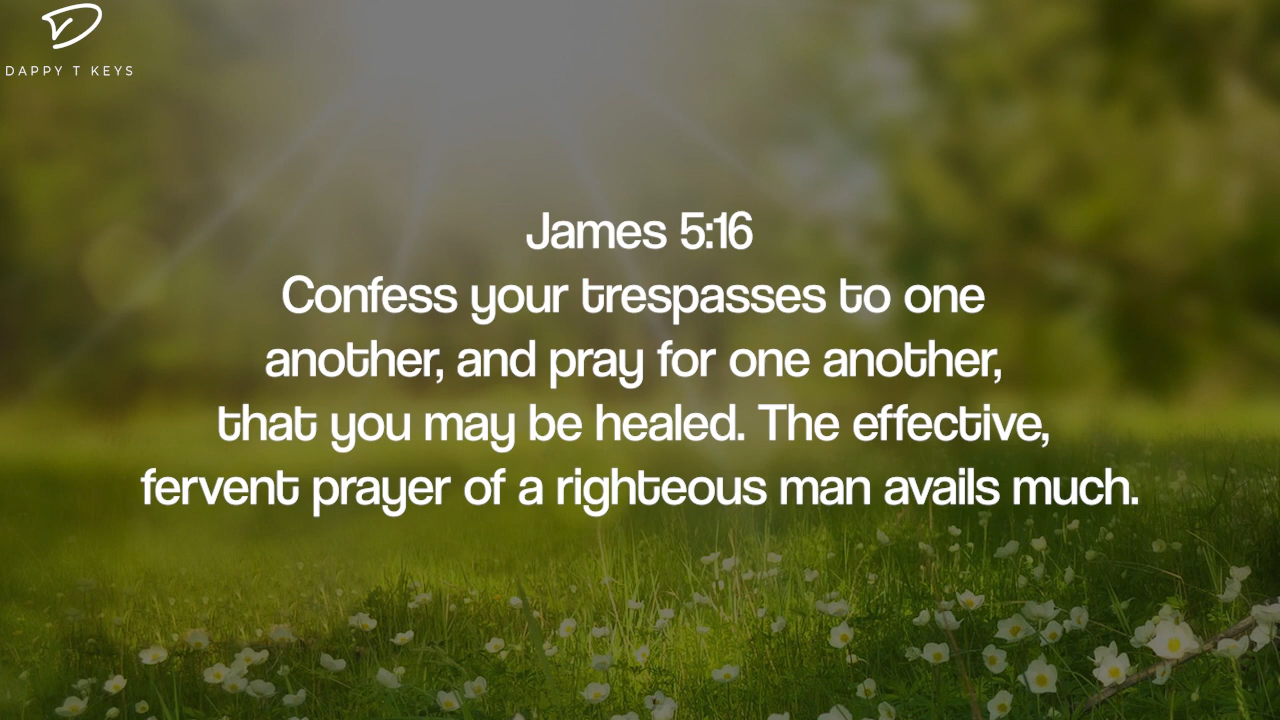 DAPPY T KEYS
James 5:16
Confess your trespasses to one
another, and pray for one another,
that you may be healed. The effective,
fervent prayer of a righteous man avails much.